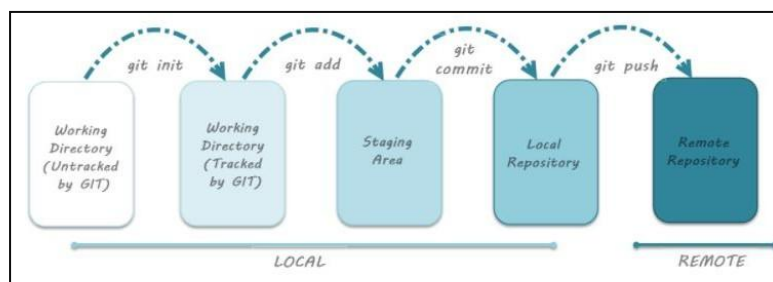 git init
git add
git
commit
git push
Working
Directory
(Untracked
by GIT)
Working
Directory
(Tracked
by GIT)
Staging
Area
Local
Repository
Remote
Repository
LOCAL
REMOTE